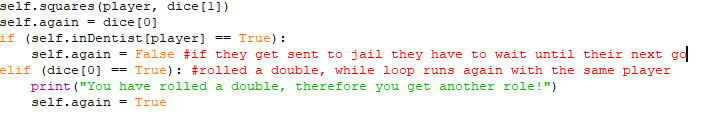 self.squares(player, dice[1])
self.again = dice[0]
if (self.inDentist[player] == True):
    self.again = False #if they get sent to jail they have to wait until their next go
elif (dice[0] == True): #rolled a double, while loop runs again with the same player
    print("You have rolled a double, therefore you get another role!")
    self.again = True